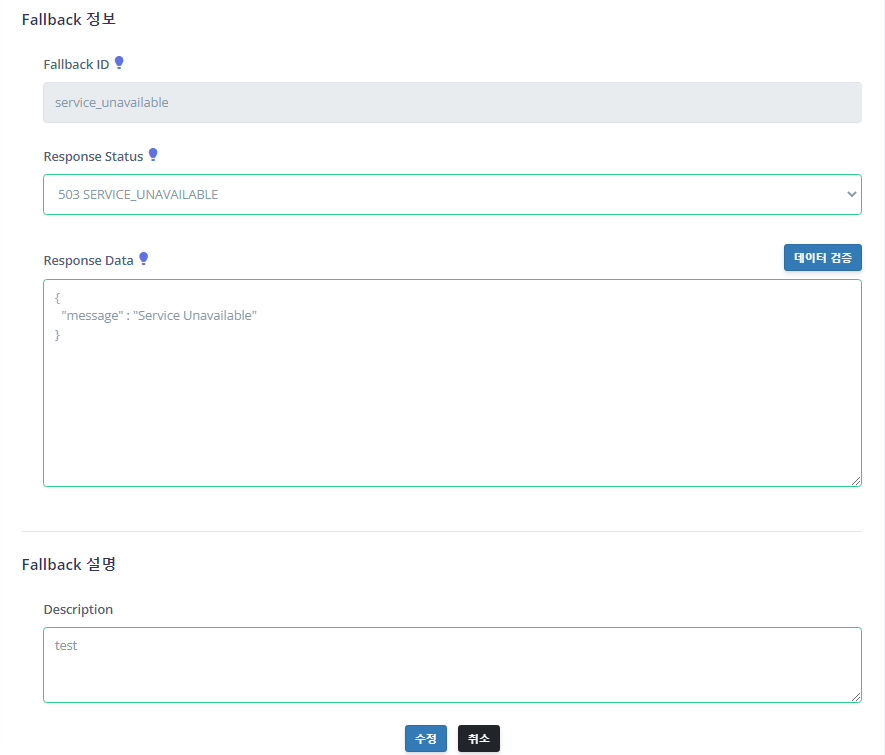 Fallback 정보
Fallback ID
service_unavailable
Response Status
503 SERVICE_UNAVAILABLE
Response Data
데이터 검증
{
  "message" : "Service Unavailable"
}
Fallback 설명
Description
test
수정
취소